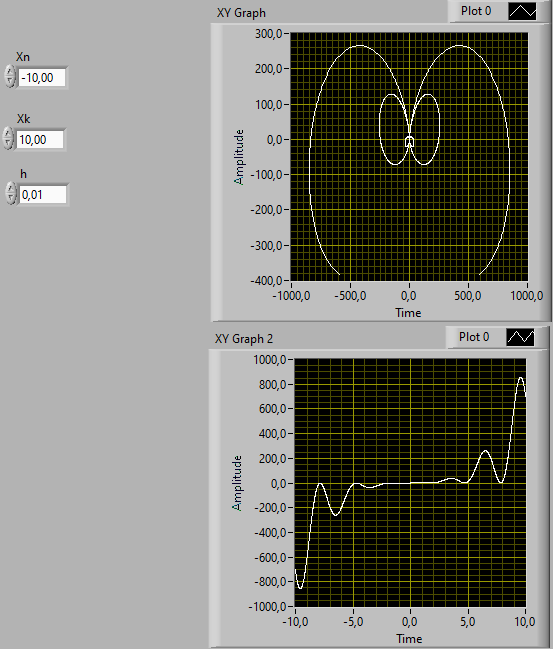 XY Graph
Plot 0
Xn
-10,00
Xk
10,00
h
0,01
Amplitude
300,0
200,0
100,0
0,0
-100,0
-200,0
-300,0
-400,0
-1000,0 -500,0 0,0 500,0 1000,0
Time
XY Graph 2
Plot 0
Amplitude
1000,0
800,0
600,0
400,0
200,0
0,0
-200,0
-400,0
-600,0
-800,0
-1000,0
-10,0 -5,0 0,0 5,0 10,0
Time